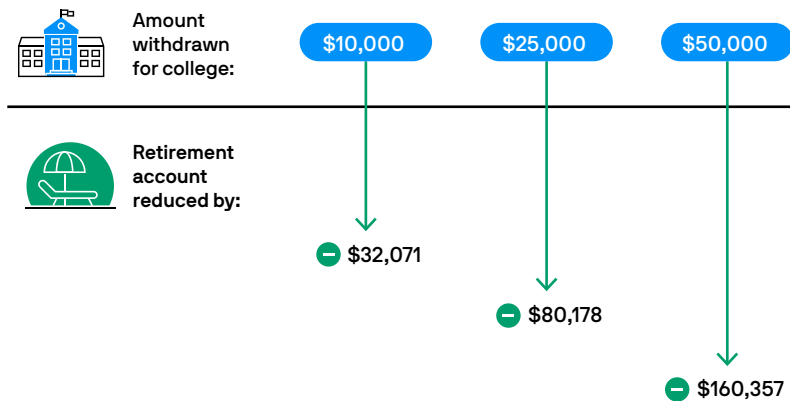 Amount
withdrawn
for college:
$10,000
$25,000
$50,000
Retirement
account
reduced by:
$32,071
$80,178
$160,357